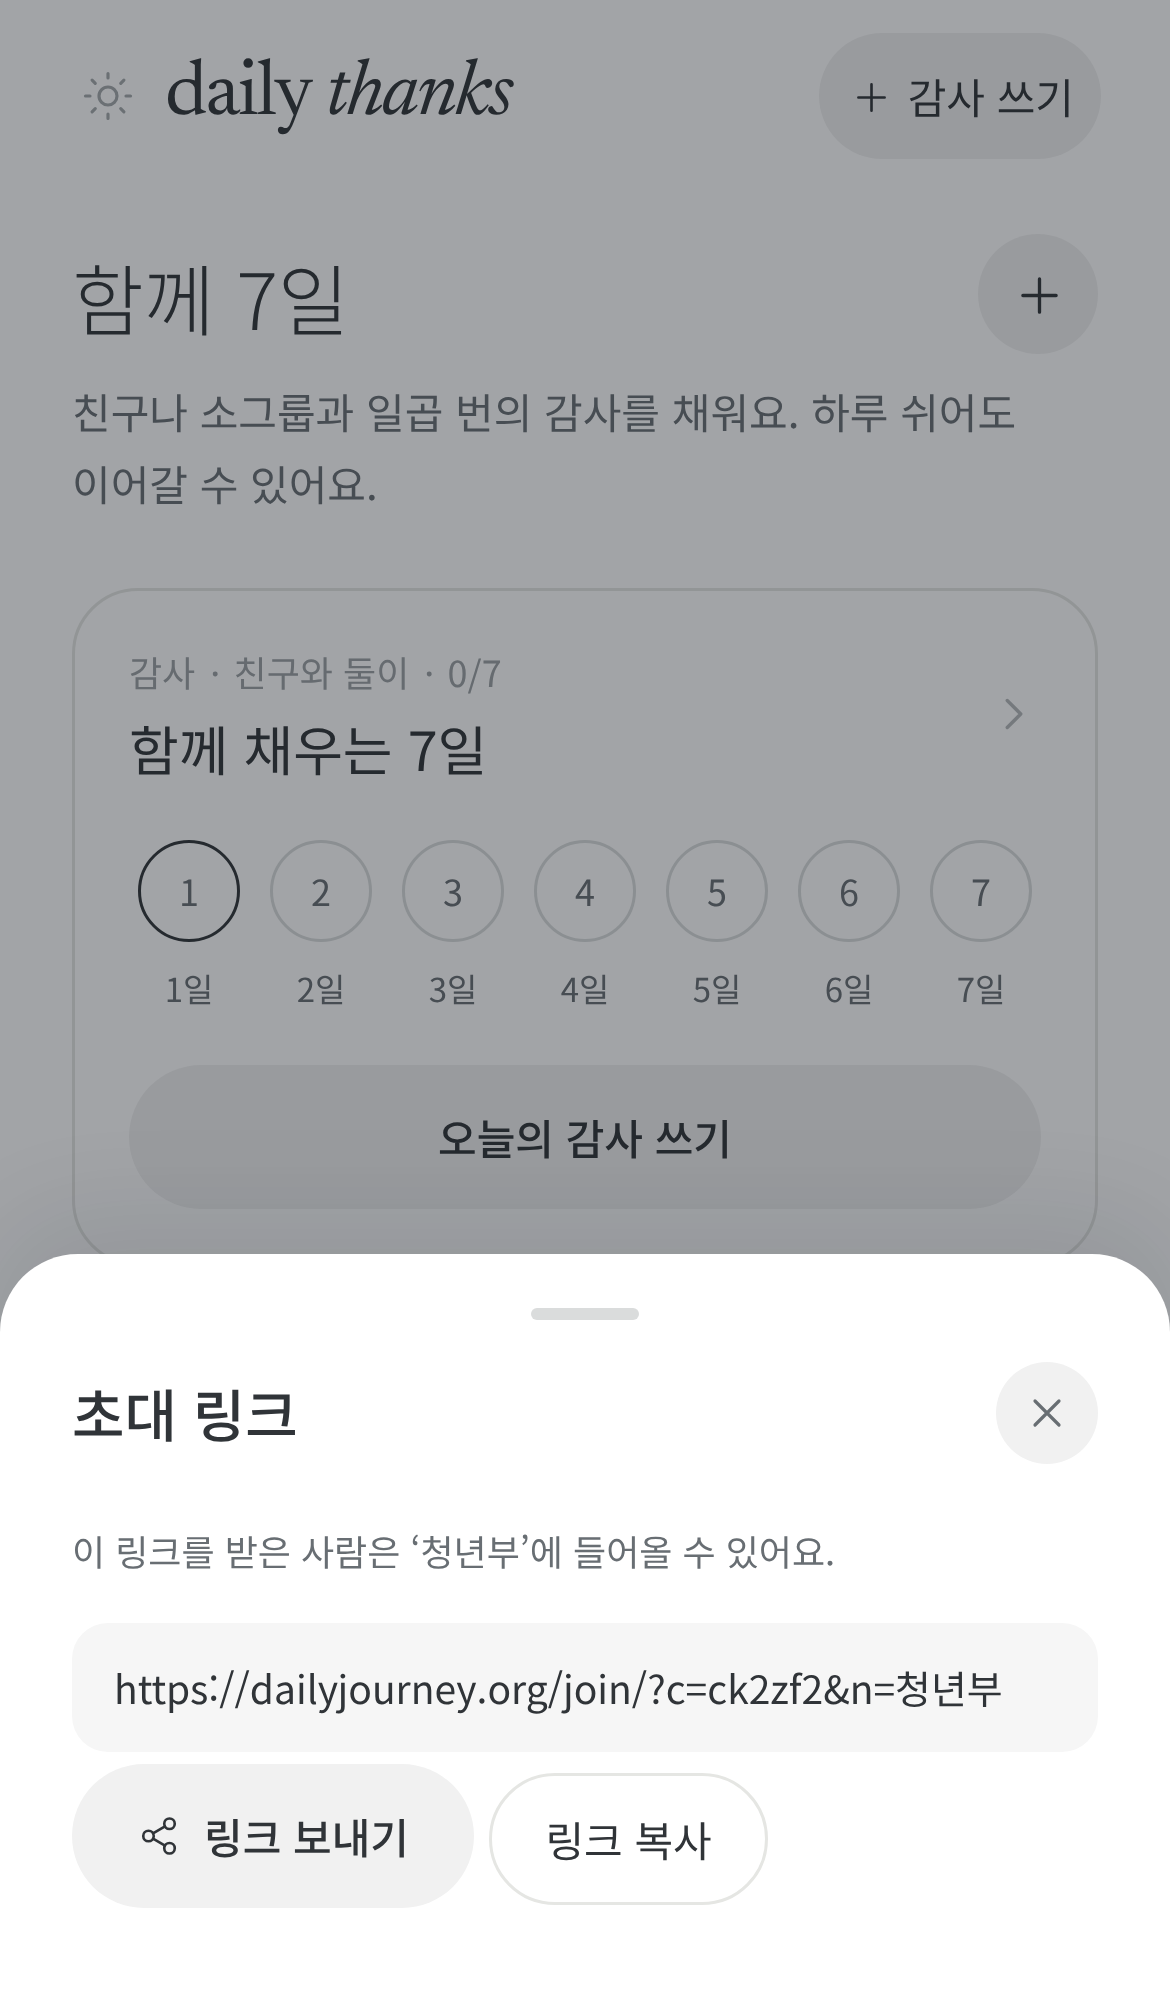 daily thanks
+ 감사 쓰기
함께 7일
+
친구나 소그룹과 일곱 번의 감사를 채워요. 하루 쉬어도
이어갈 수 있어요.
감사 · 친구와 둘이 · 0/7
함께 채우는 7일
1 2 3 4 5 6 7
1일 2일 3일 4일 5일 6일 7일
오늘의 감사 쓰기
초대 링크
이 링크를 받은 사람은 ‘청년부’에 들어올 수 있어요.
https://dailyjourney.org/join/?c=ck2zf2&n=청년부
링크 보내기 링크 복사